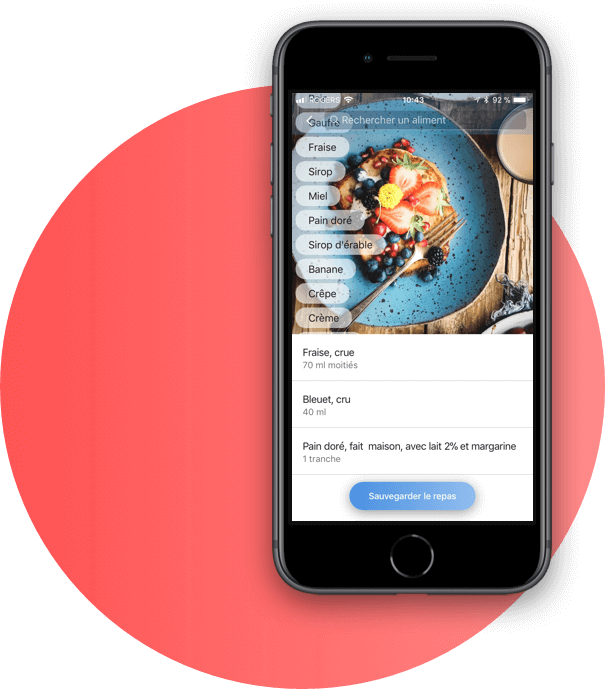 ROGERS 10:43 92 %
Gaufre Rechercher un aliment
Fraise
Sirop
Miel
Pain doré
Sirop d'érable
Banane
Crêpe
Crème
Fraise, crue
70 ml moitiés
Bleuet, cru
40 ml
Pain doré, fait maison, avec lait 2% et margarine
1 tranche
Sauvegarder le repas